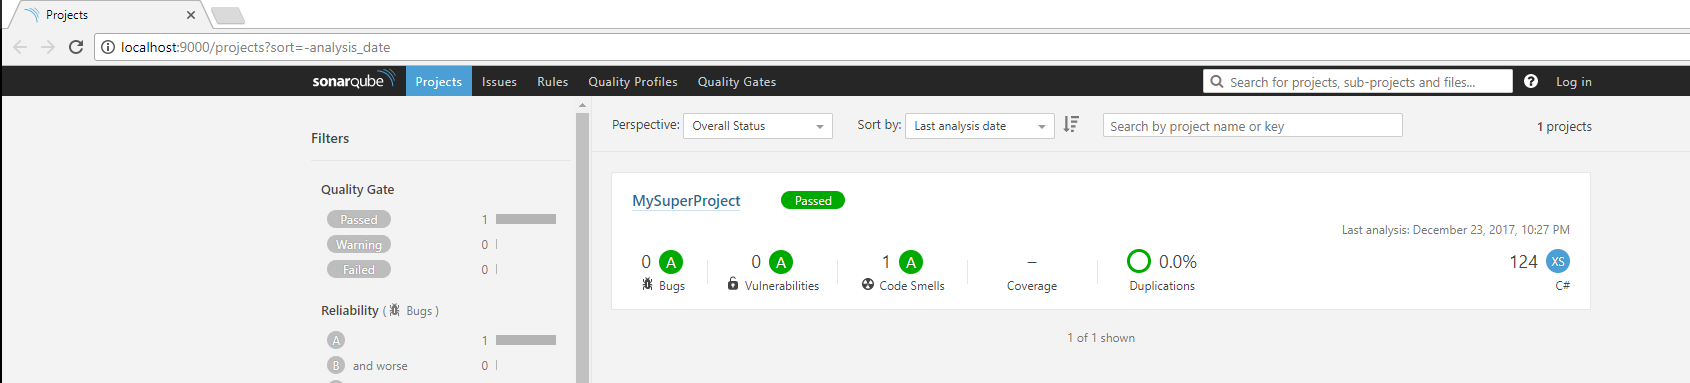 Projects
localhost:9000/projects?sort=-analysis_date
sonarqube Projects Issues Rules Quality Profiles Quality Gates Search for projects, sub-projects and files... Log in
Perspective: Overall Status Sort by: Last analysis date Search by project name or key 1 projects
Filters
Quality Gate
Passed 1
Warning 0
Failed 0
Reliability ( Bugs )
A 1
B and worse 0
MySuperProject Passed
Last analysis: December 23, 2017, 10:27 PM
0 A 0 A 1 A – 0.0% 124 XS
Bugs Vulnerabilities Code Smells Coverage Duplications C#
1 of 1 shown